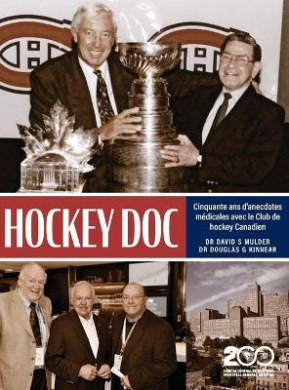 HOCKEY DOC
Cinquante ans d'anecdotes
médicales avec le Club de
hockey Canadien
DR DAVID S MULDER
DR DOUGLAS G KINNEAR
200